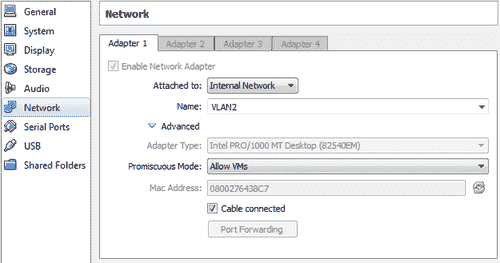 General
System
Display
Storage
Audio
Network
Serial Ports
USB
Shared Folders
Network
Adapter 1 Adapter 2 Adapter 3 Adapter 4
Enable Network Adapter
Attached to: Internal Network
Name: VLAN2
Advanced
Adapter Type: Intel PRO/1000 MT Desktop (82540EM)
Promiscuous Mode: Allow VMs
Mac Address: 0800276438C7
Cable connected
Port Forwarding